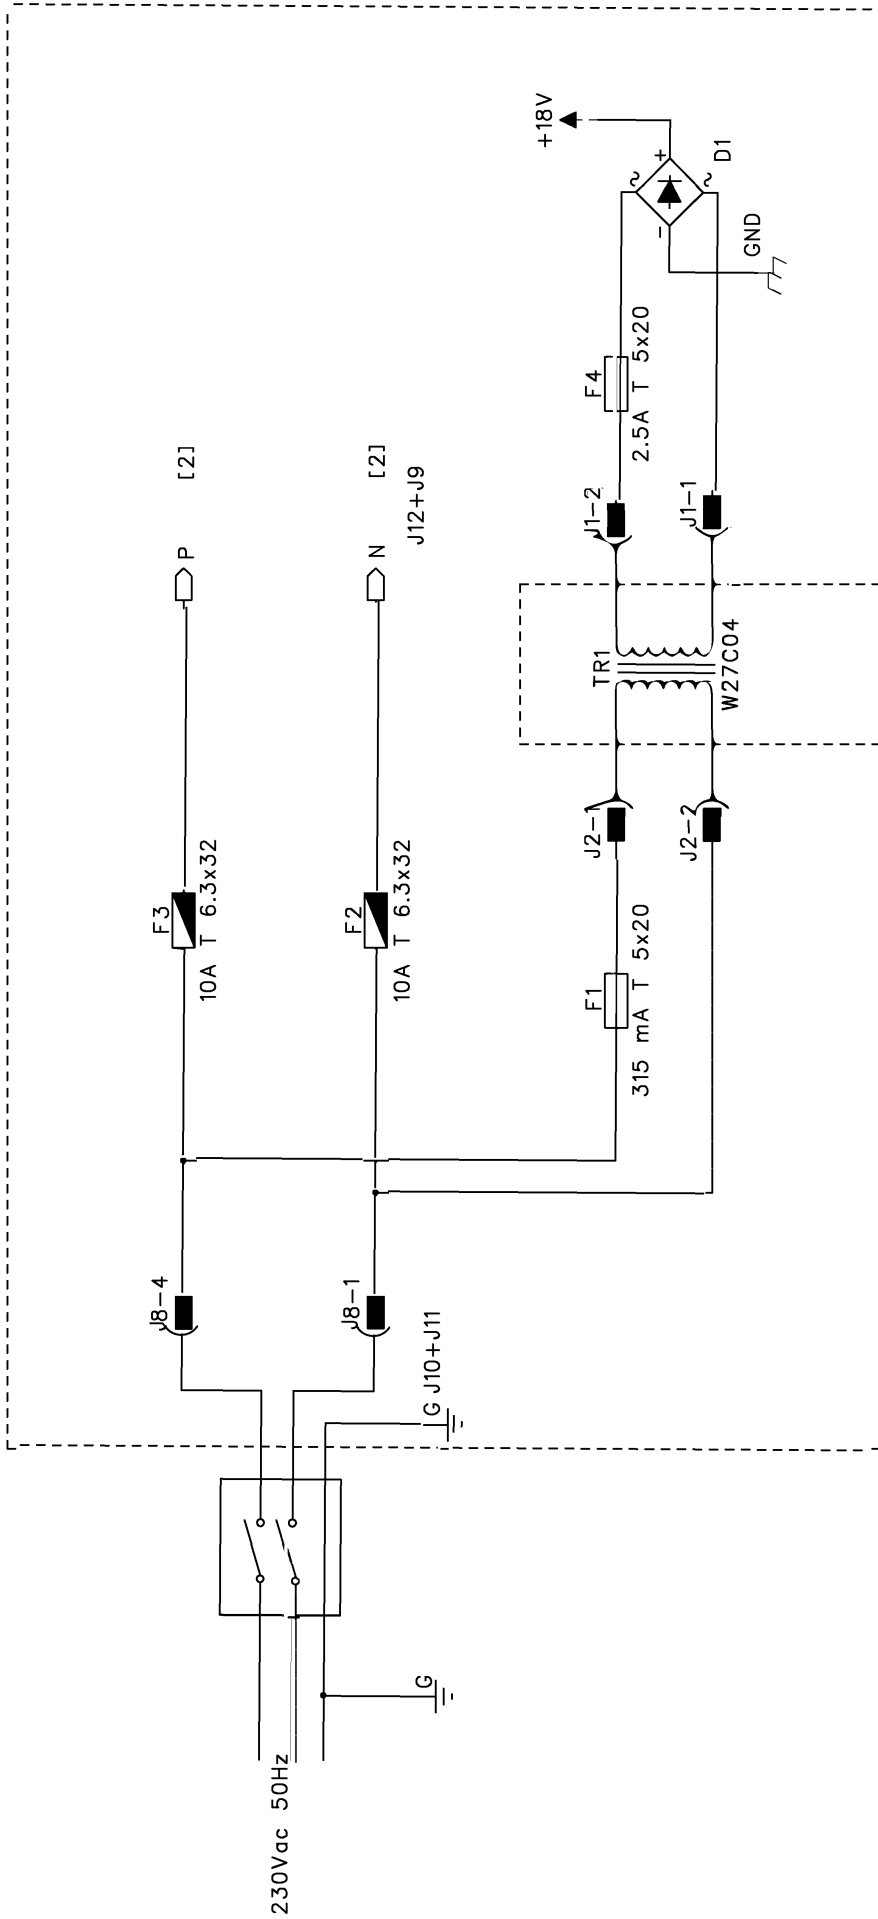 230Vac 50Hz
G
G J10+J11
J8-4
J8-1
F3
10A T 6.3x32
F2
10A T 6.3x32
P [2]
N [2]
J12+J9
F1
315 mA T 5x20
J2-1
J2-2
TR1
W27C04
J1-2
J1-1
F4
2.5A T 5x20
+18V
~
+
-
~
D1
GND